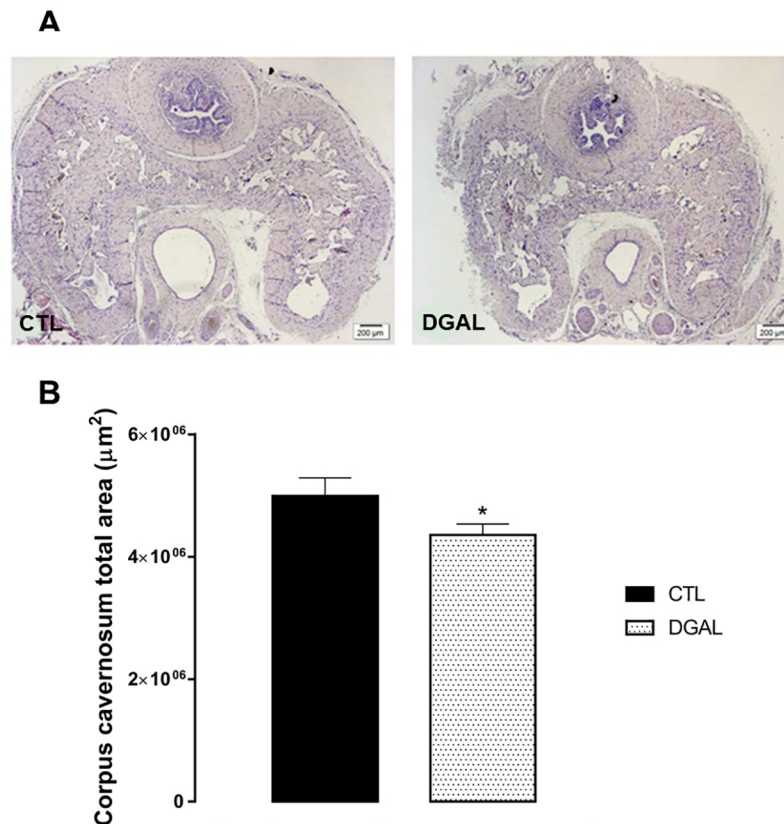 A
CTL
200 µm
DGAL
200 µm
B
Corpus cavernosum total area (µm²)
6×10⁰⁶
4×10⁰⁶
2×10⁰⁶
0
*
CTL
DGAL